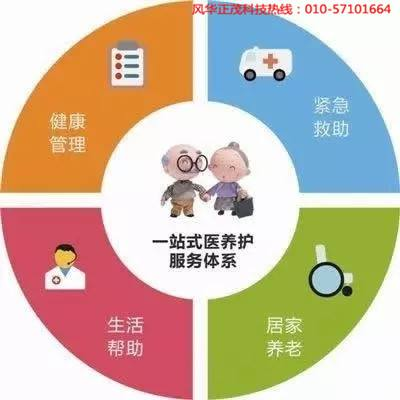 风华正茂科技热线：010-57101664
健康
管理
紧急
救助
一站式医养护
服务体系
生活
帮助
居家
养老